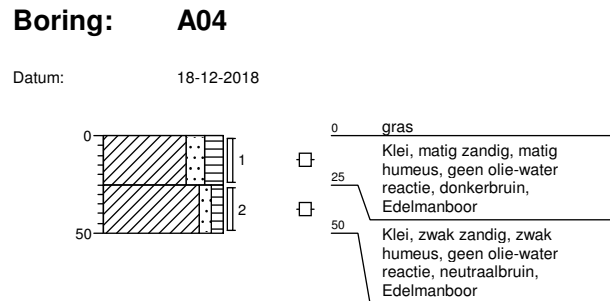 Boring: A04
Datum: 18-12-2018
0
50
1
2
0 gras
Klei, matig zandig, matig
humeus, geen olie-water
25 reactie, donkerbruin,
Edelmanboor
50 Klei, zwak zandig, zwak
humeus, geen olie-water
reactie, neutraalbruin,
Edelmanboor